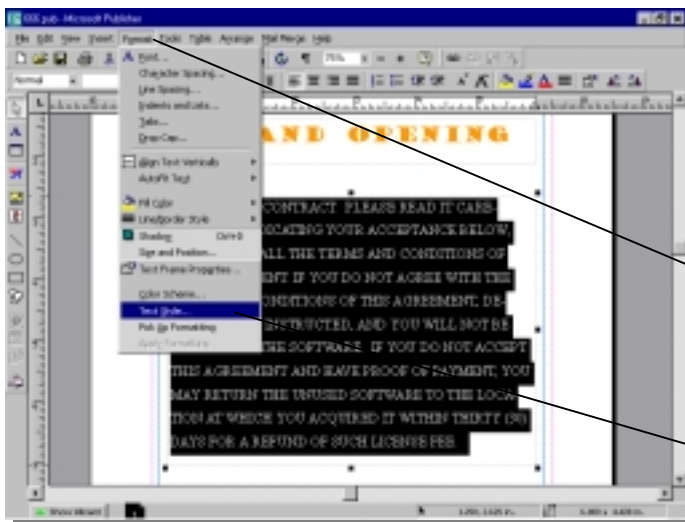 KKK.pub - Microsoft Publisher
File Edit View Insert Format Tools Table Arrange Mail Merge Help
Normal
Font...
Character Spacing...
Line Spacing...
Indents and Lists...
Tabs...
Drop Cap...
Align Text Vertically
AutoFit Text
Fill Color
Line/Border Style
Shading Ctrl+D
Size and Position...
Text Frame Properties...
Color Scheme...
Text Style...
Pick Up Formatting
Apply Formatting
AND OPENING
CONTRACT PLEASE READ IT CARE-
YOUR ACCEPTANCE BELOW,
ALL THE TERMS AND CONDITIONS OF
IF YOU DO NOT AGREE WITH THE
CONDITIONS OF THIS AGREEMENT, DE-
AND YOU WILL NOT BE
THE SOFTWARE. IF YOU DO NOT ACCEPT
THIS AGREEMENT AND HAVE PROOF OF PAYMENT, YOU
MAY RETURN THE UNUSED SOFTWARE TO THE LOCA-
TION AT WHICH YOU ACQUIRED IT WITHIN THIRTY (30)
DAYS FOR A REFUND OF SUCH LICENSE FEE.
Show Wizard